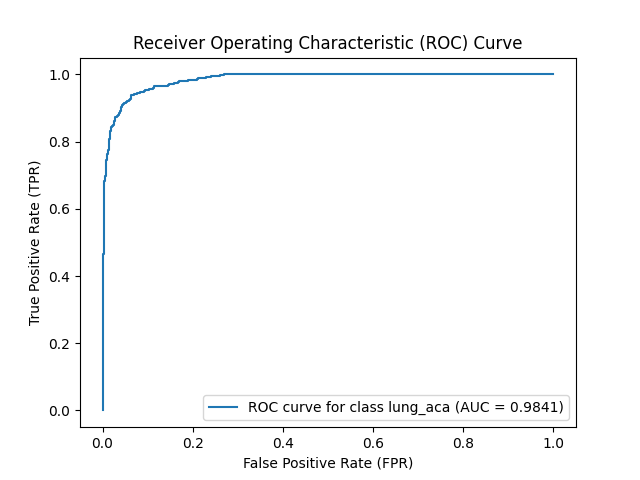 Receiver Operating Characteristic (ROC) Curve
1.0
0.8
0.6
0.4
0.2
0.0
True Positive Rate (TPR)
ROC curve for class lung_aca (AUC = 0.9841)
0.0 0.2 0.4 0.6 0.8 1.0
False Positive Rate (FPR)